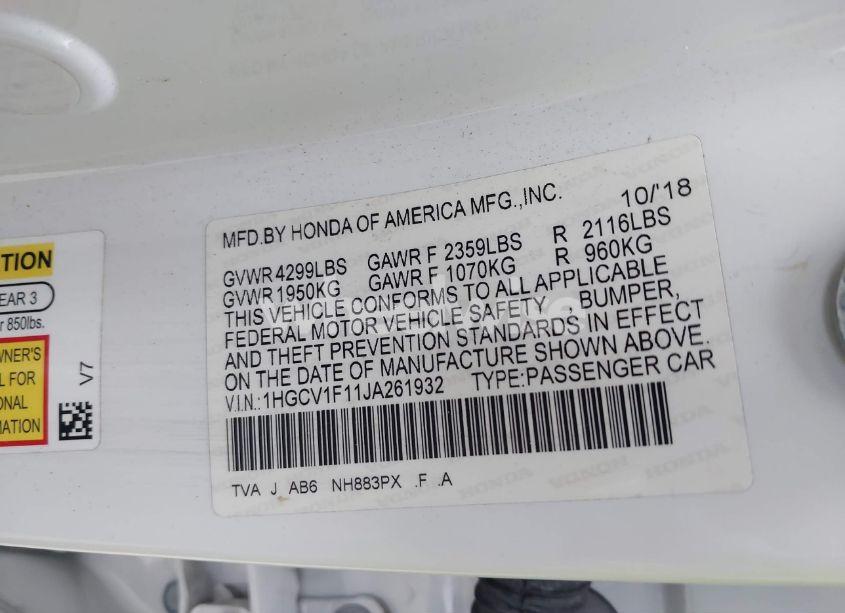 MFD.BY HONDA OF AMERICA MFG.,INC. 10/'18
GVWR 4299LBS GAWR F 2359LBS R 2116LBS
GVWR 1950KG GAWR F 1070KG R 960KG
THIS VEHICLE CONFORMS TO ALL APPLICABLE
FEDERAL MOTOR VEHICLE SAFETY , BUMPER,
AND THEFT PREVENTION STANDARDS IN EFFECT
ON THE DATE OF MANUFACTURE SHOWN ABOVE.
V.I.N.:1HGCV1F11JA261932 TYPE:PASSENGER CAR
TVA J AB6 NH883PX .F .A
TION
EAR 3
r 850lbs.
WNER'S
L FOR
ONAL
MATION
V7